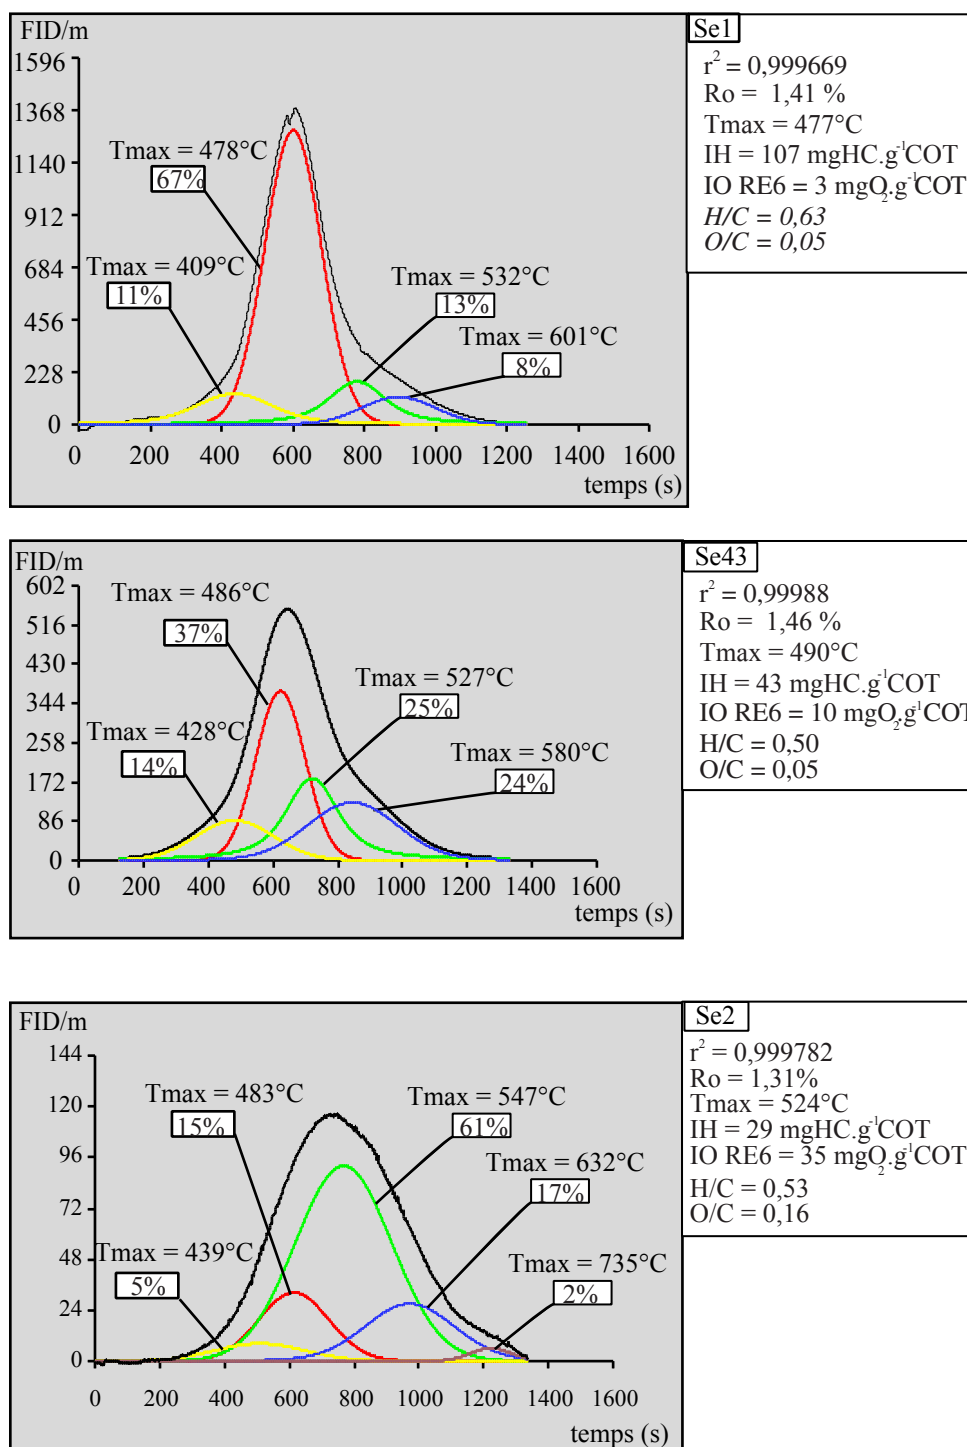 FID/m
1596
1368
1140
912
684
456
228
0
Tmax = 478°C
67%
Tmax = 409°C
11%
Tmax = 532°C
13%
Tmax = 601°C
8%
0 200 400 600 800 1000 1200 1400 1600
temps (s)
Se1
r² = 0,999669
Ro = 1,41 %
Tmax = 477°C
IH = 107 mgHC.g⁻¹COT
IO RE6 = 3 mgO₂.g⁻¹COT
H/C = 0,63
O/C = 0,05
FID/m
602
516
430
344
258
172
86
0
Tmax = 486°C
37%
Tmax = 527°C
25%
Tmax = 428°C
14%
Tmax = 580°C
24%
0 200 400 600 800 1000 1200 1400 1600
temps (s)
Se43
r² = 0,99988
Ro = 1,46 %
Tmax = 490°C
IH = 43 mgHC.g⁻¹COT
IO RE6 = 10 mgO₂.g⁻¹COT
H/C = 0,50
O/C = 0,05
FID/m
144
120
96
72
48
24
0
Tmax = 483°C
15%
Tmax = 547°C
61%
Tmax = 632°C
17%
Tmax = 439°C
5%
Tmax = 735°C
2%
0 200 400 600 800 1000 1200 1400 1600
temps (s)
Se2
r² = 0,999782
Ro = 1,31%
Tmax = 524°C
IH = 29 mgHC.g⁻¹COT
IO RE6 = 35 mgO₂.g⁻¹COT
H/C = 0,53
O/C = 0,16